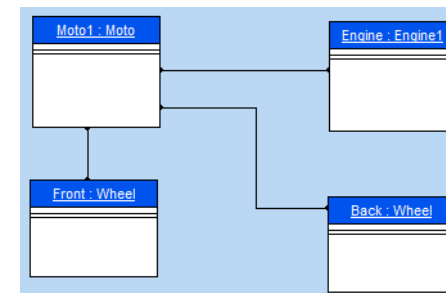 Moto1 : Moto
Engine : Engine1
Front : Wheel
Back : Wheel